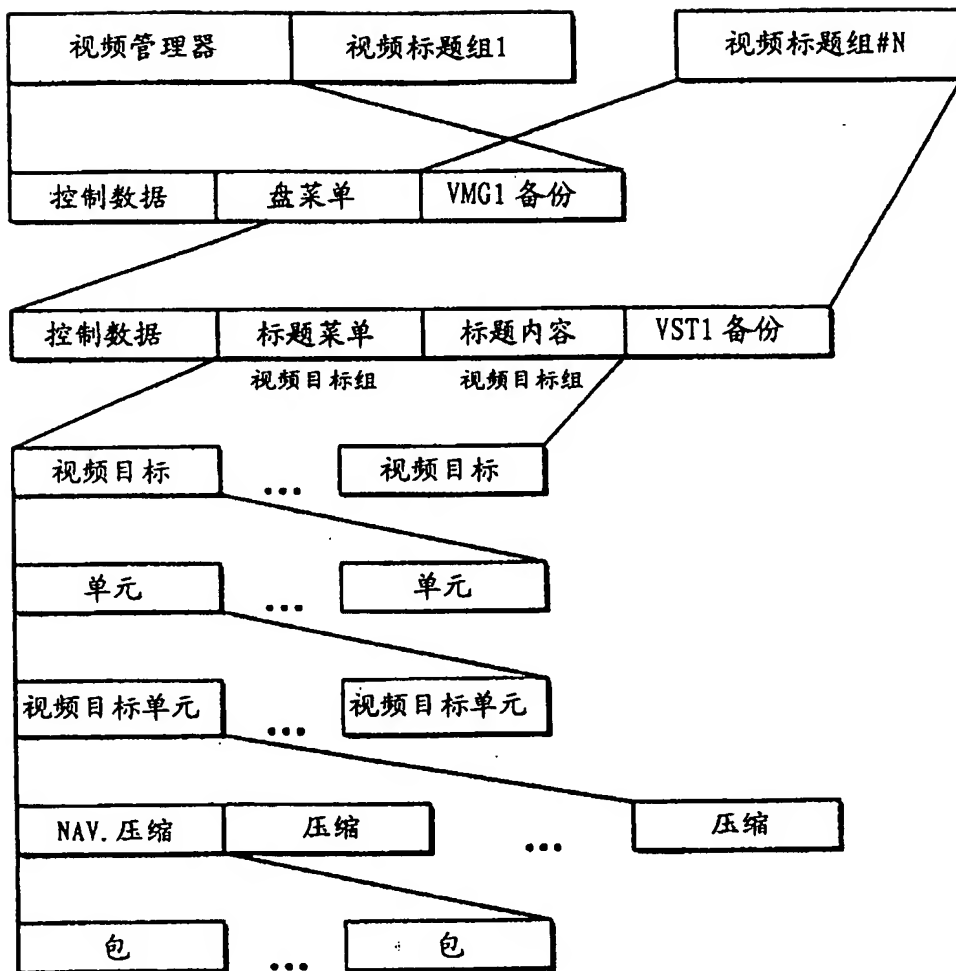 视频管理器 视频标题组1 视频标题组#N
控制数据 盘菜单 VMG1 备份
控制数据 标题菜单 标题内容 VST1 备份
视频目标组 视频目标组
视频目标 ... 视频目标
单元 ... 单元
视频目标单元 ... 视频目标单元
NAV.压缩 压缩 ... 压缩
包 ... 包